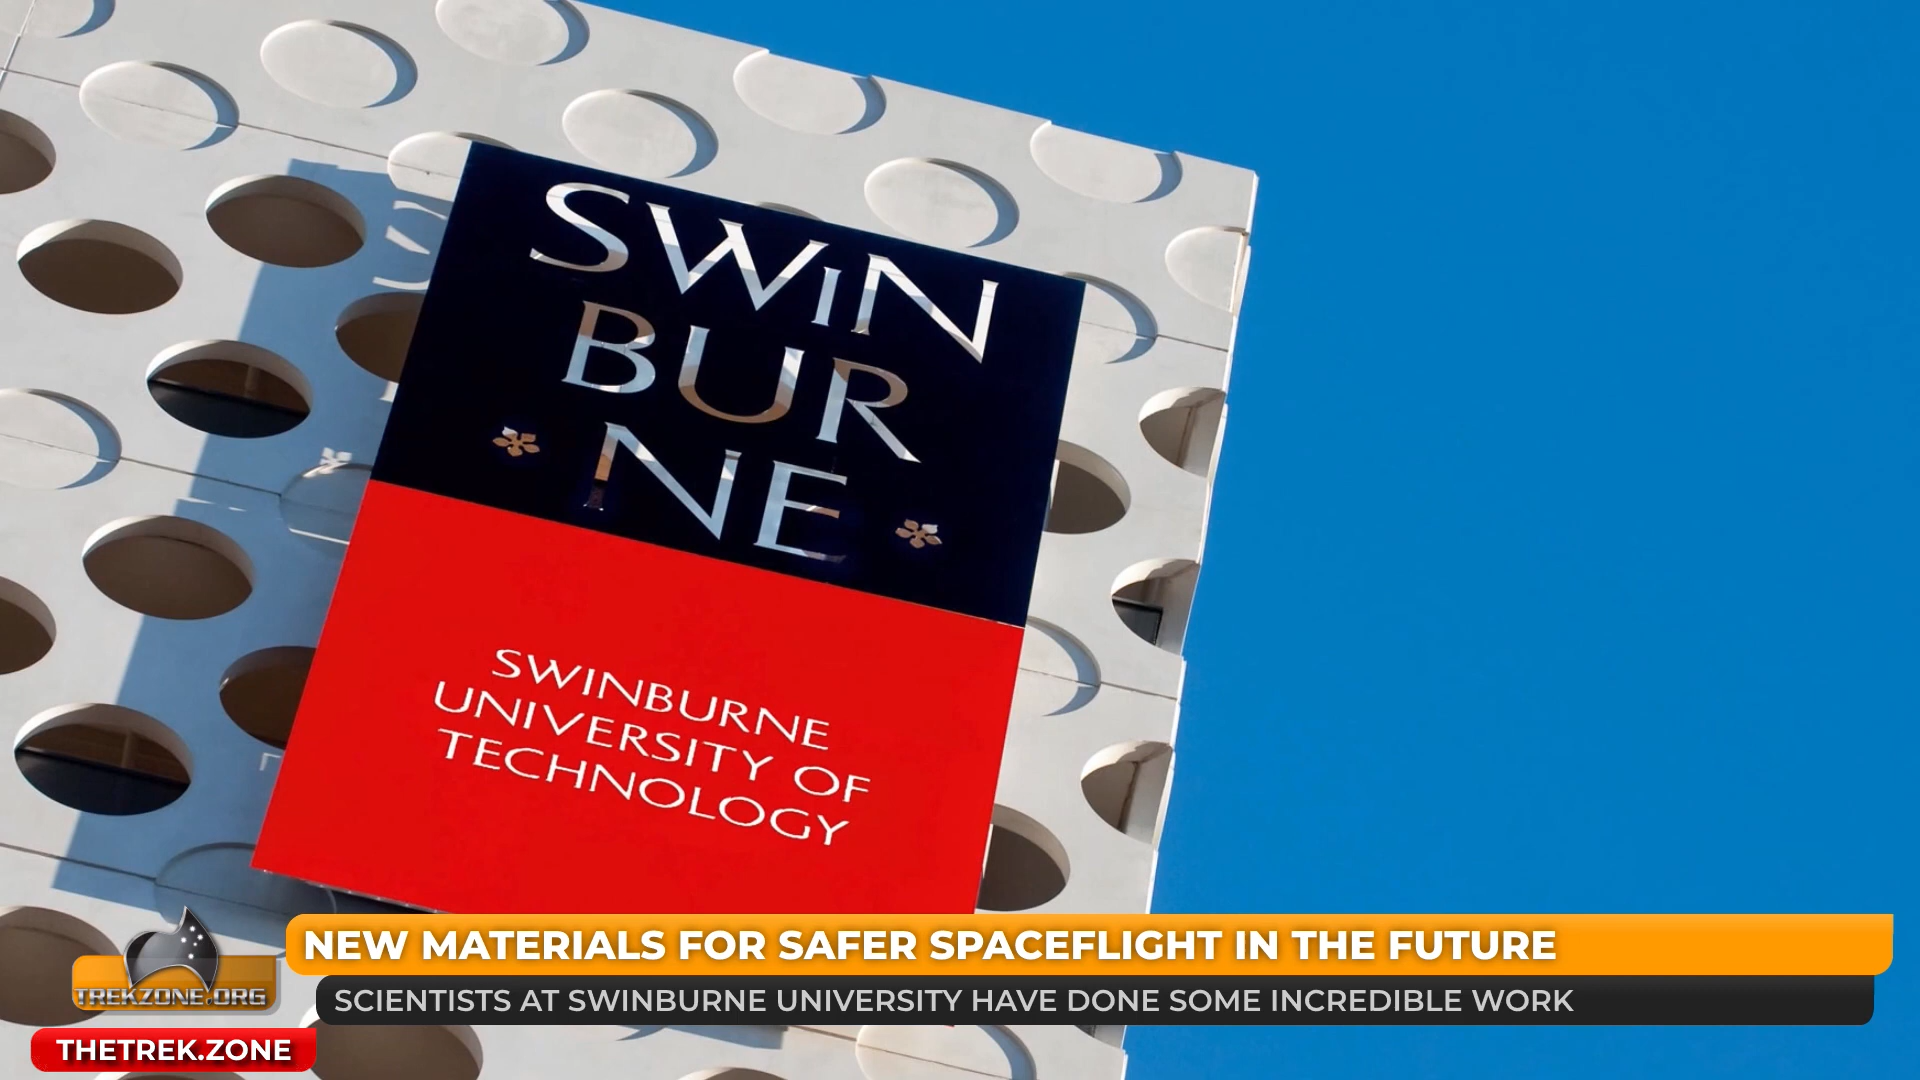 SWIN
BUR
NE
SWINBURNE
UNIVERSITY OF
TECHNOLOGY
NEW MATERIALS FOR SAFER SPACEFLIGHT IN THE FUTURE
TREKZONE.ORG
SCIENTISTS AT SWINBURNE UNIVERSITY HAVE DONE SOME INCREDIBLE WORK
THETREK.ZONE